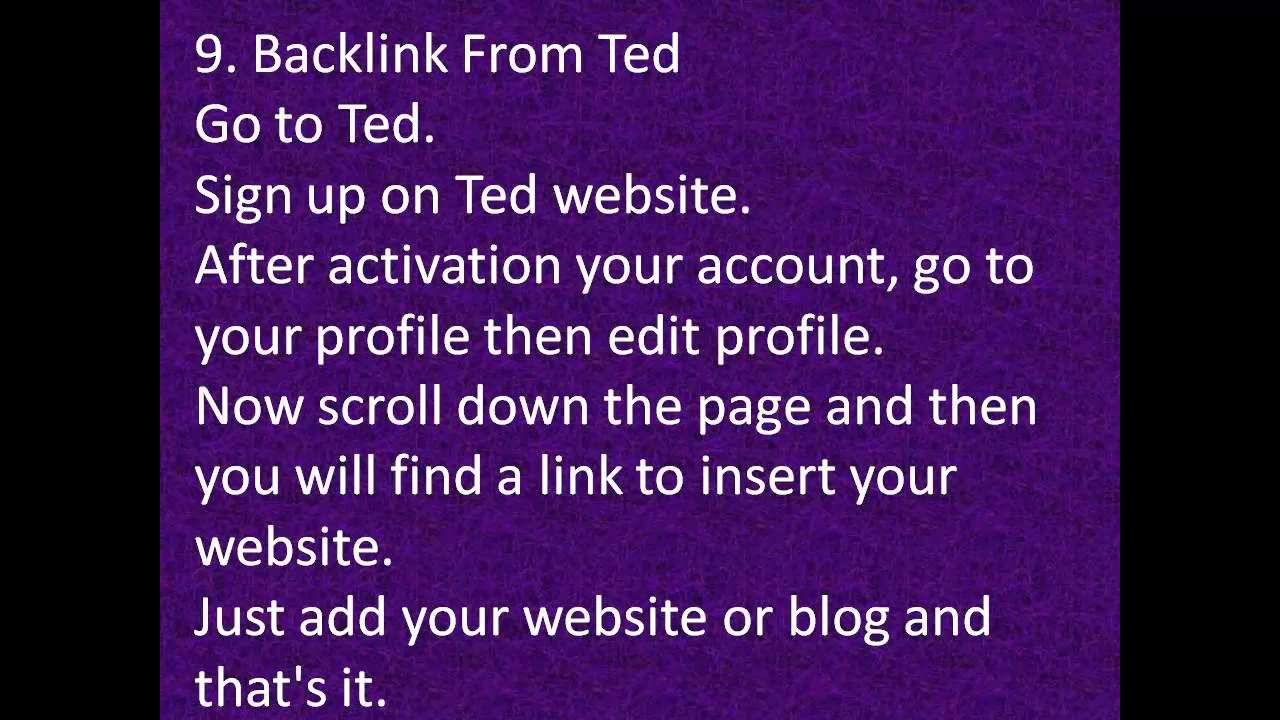 9. Backlink From Ted
Go to Ted.
Sign up on Ted website.
After activation your account, go to
your profile then edit profile.
Now scroll down the page and then
you will find a link to insert your
website.
Just add your website or blog and
that's it.